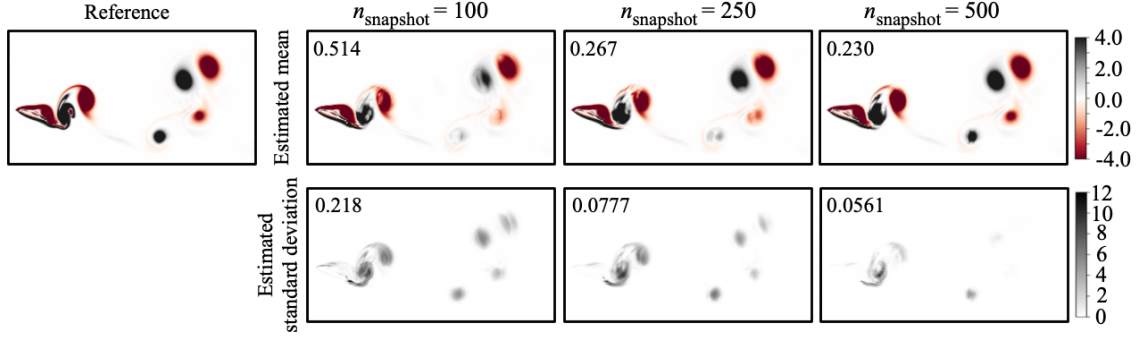 Reference
n_snapshot = 100
n_snapshot = 250
n_snapshot = 500
Estimated mean
0.514
0.267
0.230
4.0
2.0
0.0
-2.0
-4.0
Estimated
standard deviation
0.218
0.0777
0.0561
12
10
8
6
4
2
0